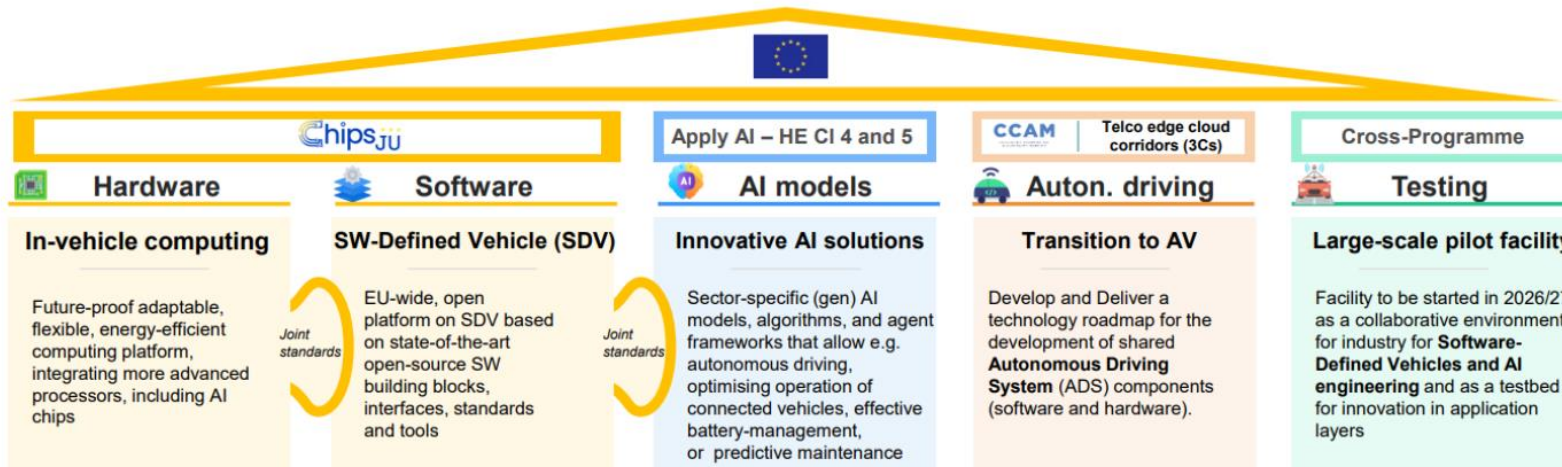 ChipsJU
Apply AI – HE Cl 4 and 5
CCAM
Telco edge cloud
corridors (3Cs)
Cross-Programme
Hardware
Software
AI
AI models
Auton. driving
Testing
In-vehicle computing
Future-proof adaptable,
flexible, energy-efficient
computing platform,
integrating more advanced
processors, including AI
chips
Joint
standards
SW-Defined Vehicle (SDV)
EU-wide, open
platform on SDV based
on state-of-the-art
open-source SW
building blocks,
interfaces, standards
and tools
Joint
standards
Innovative AI solutions
Sector-specific (gen) AI
models, algorithms, and agent
frameworks that allow e.g.
autonomous driving,
optimising operation of
connected vehicles, effective
battery-management,
or predictive maintenance
Transition to AV
Develop and Deliver a
technology roadmap for the
development of shared
Autonomous Driving
System (ADS) components
(software and hardware).
Large-scale pilot facility
Facility to be started in 2026/27
as a collaborative environment
for industry for Software-
Defined Vehicles and AI
engineering and as a testbed
for innovation in application
layers